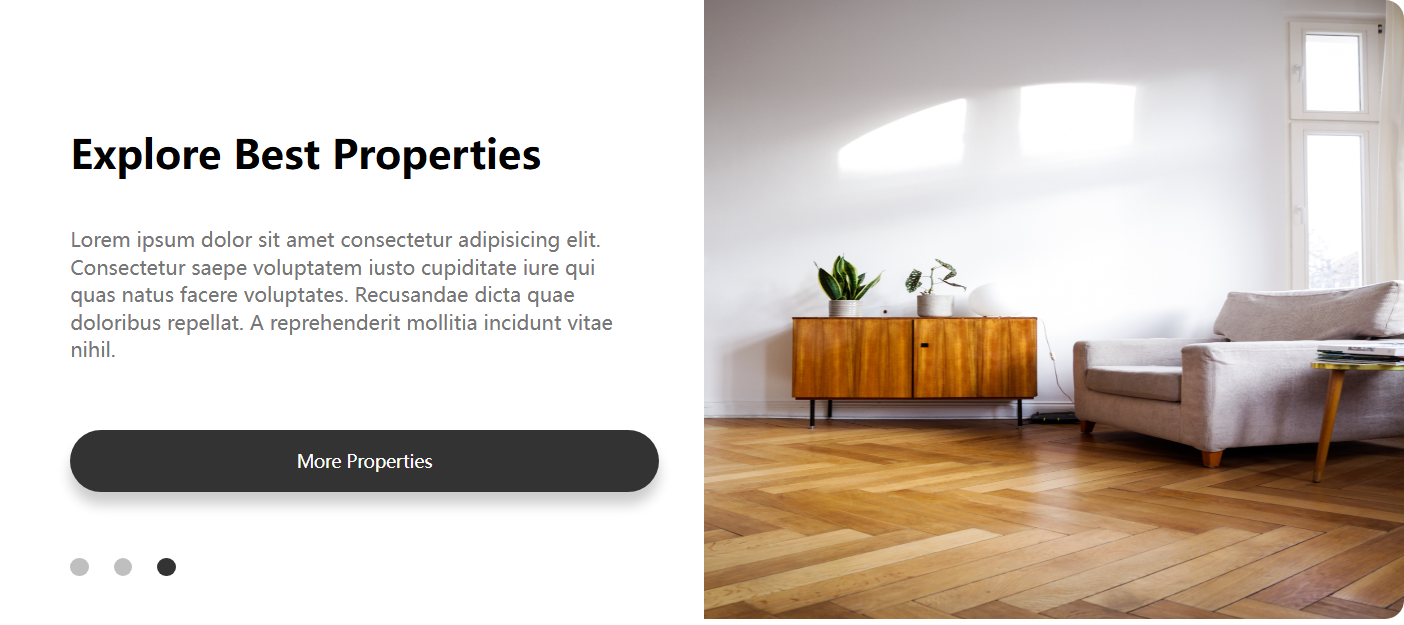 Explore Best Properties
Lorem ipsum dolor sit amet consectetur adipisicing elit.
Consectetur saepe voluptatem iusto cupiditate iure qui
quas natus facere voluptates. Recusandae dicta quae
doloribus repellat. A reprehenderit mollitia incidunt vitae
nihil.
More Properties